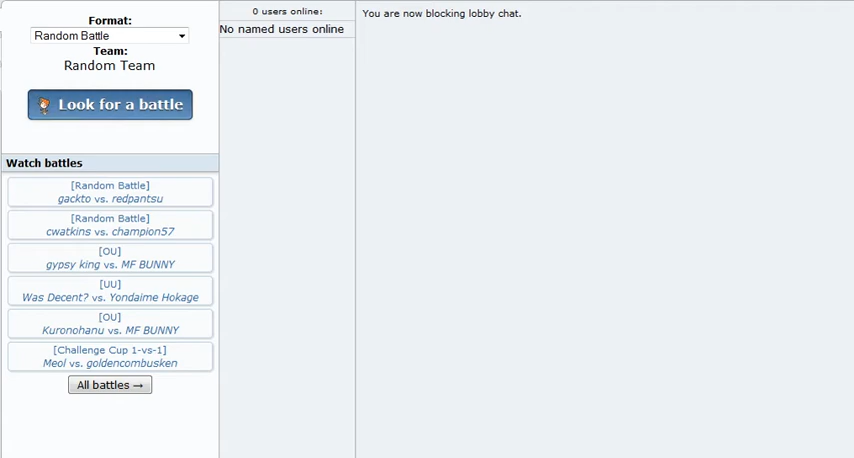 Format:
Random Battle
Team:
Random Team
Look for a battle
Watch battles
[Random Battle]
gackto vs. redpantsu
[Random Battle]
cwatkins vs. champion57
[OU]
gypsy king vs. MF BUNNY
[UU]
Was Decent? vs. Yondaime Hokage
[OU]
Kuronohanu vs. MF BUNNY
[Challenge Cup 1-vs-1]
Meol vs. goldencombusken
All battles →
0 users online:
No named users online
You are now blocking lobby chat.